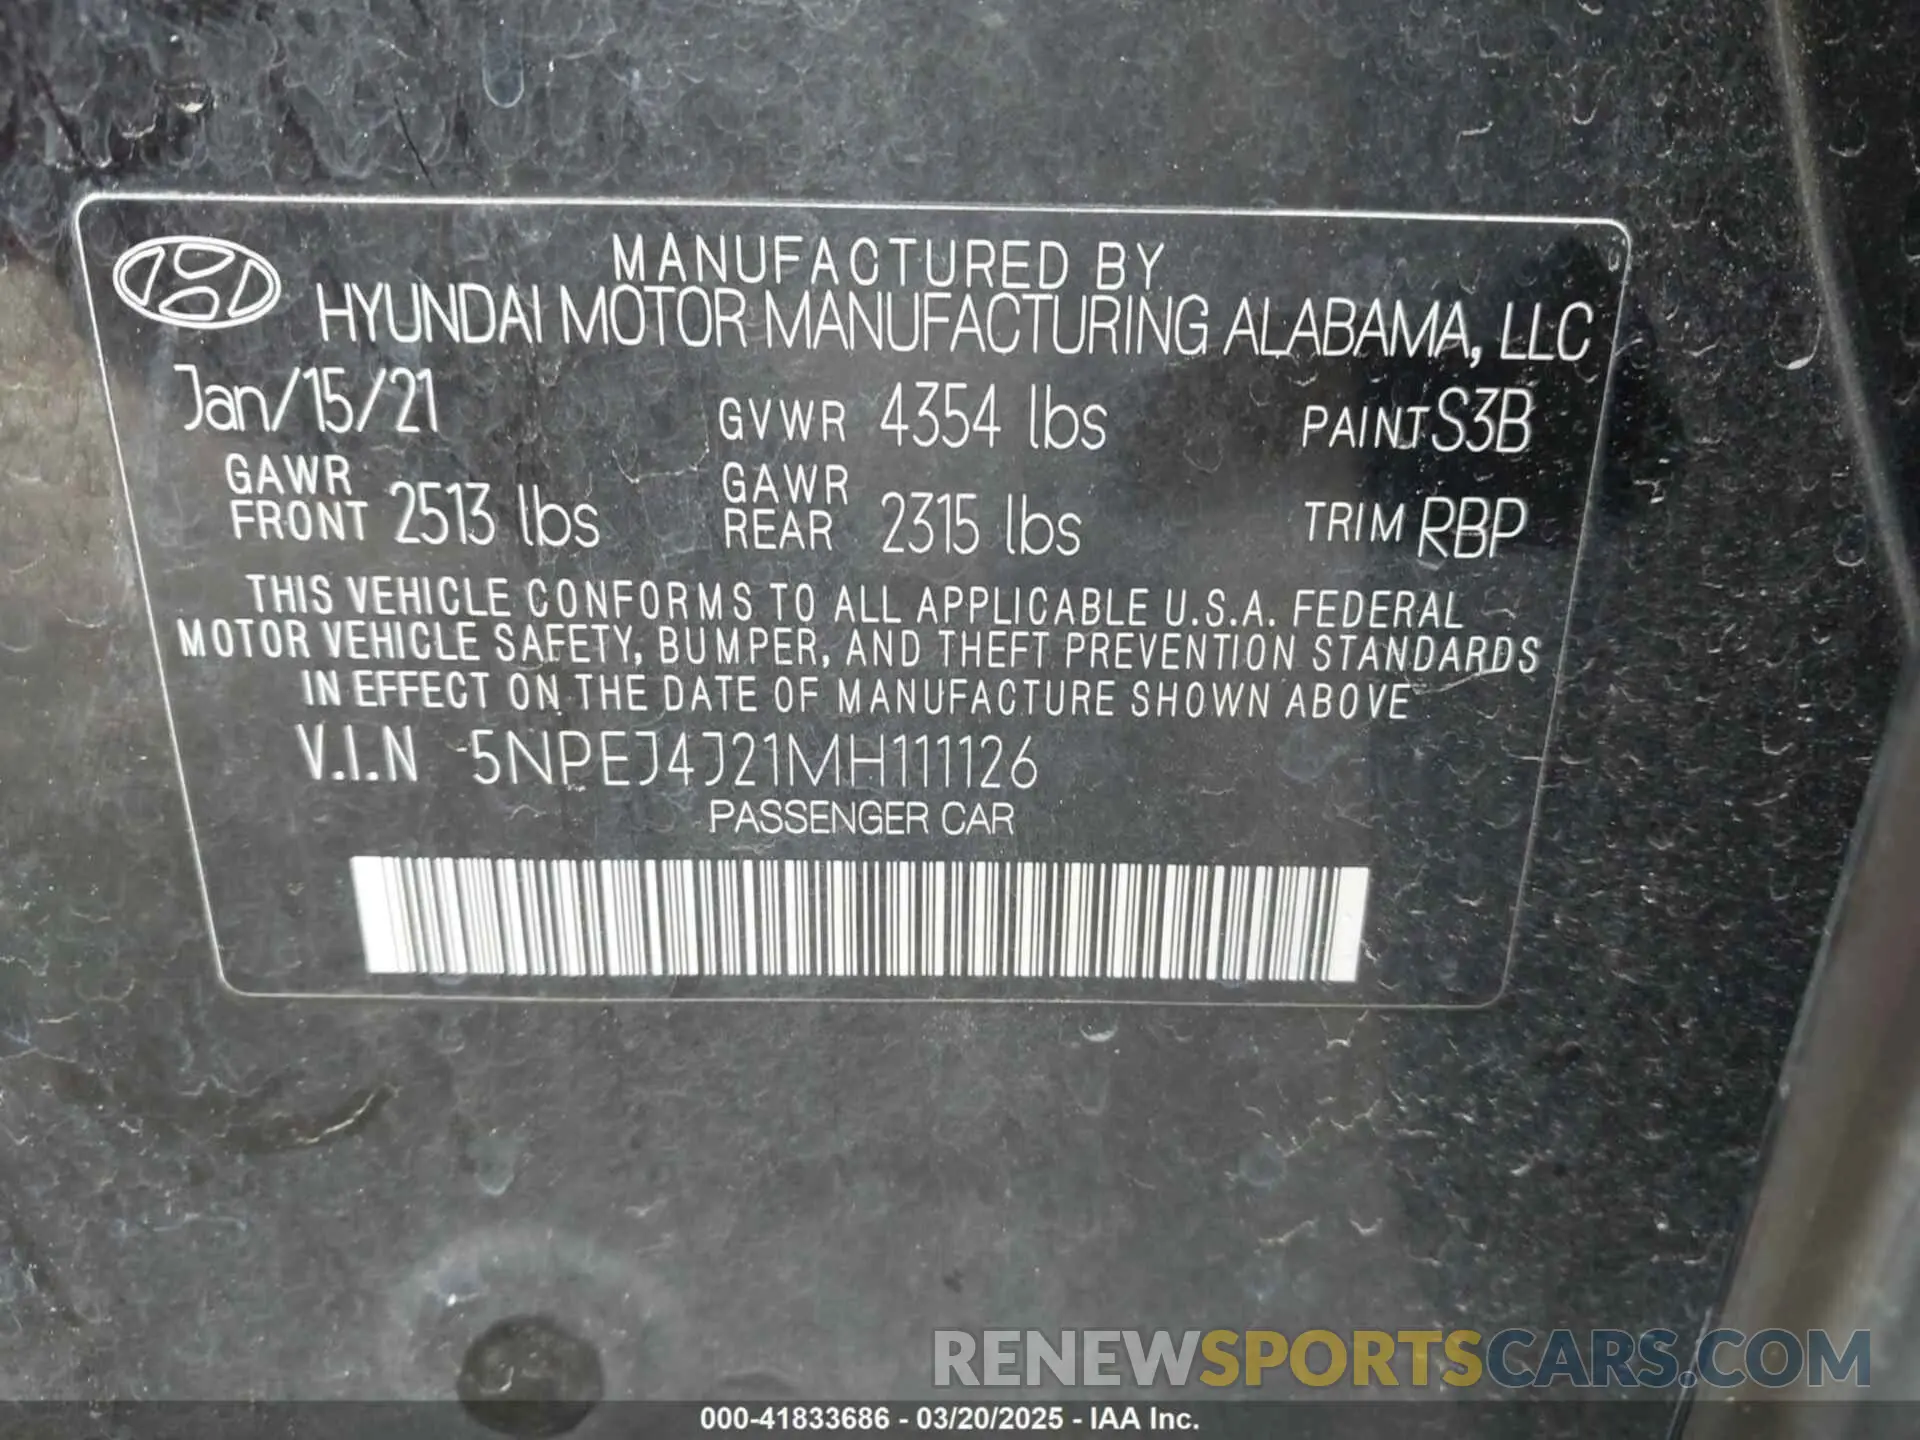 MANUFACTURED BY
HYUNDAI MOTOR MANUFACTURING ALABAMA, LLC
Jan/15/21 GVWR 4354 lbs PAINT S3B
GAWR FRONT 2513 lbs GAWR REAR 2315 lbs TRIM RBP
THIS VEHICLE CONFORMS TO ALL APPLICABLE U.S.A. FEDERAL
MOTOR VEHICLE SAFETY, BUMPER, AND THEFT PREVENTION STANDARDS
IN EFFECT ON THE DATE OF MANUFACTURE SHOWN ABOVE
V.I.N 5NPEJ4J21MH111126
PASSENGER CAR
RENEWSPORTSCARS.COM
000-41833686 - 03/20/2025 - IAA Inc.